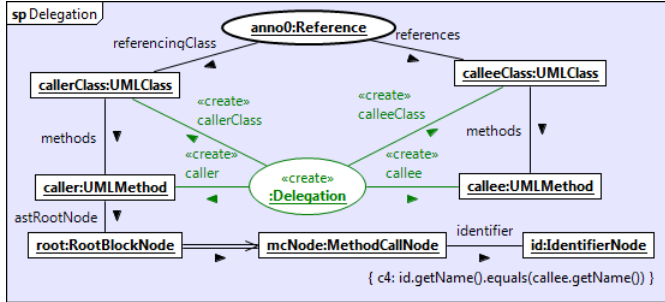 sp Delegation
anno0:Reference
referencingClass
references
callerClass:UMLClass
calleeClass:UMLClass
«create»
callerClass
«create»
calleeClass
methods
methods
«create»
caller
«create»
:Delegation
«create»
callee
caller:UMLMethod
callee:UMLMethod
astRootNode
root:RootBlockNode
mcNode:MethodCallNode
identifier
id:IdentifierNode
{ c4: id.getName().equals(callee.getName()) }